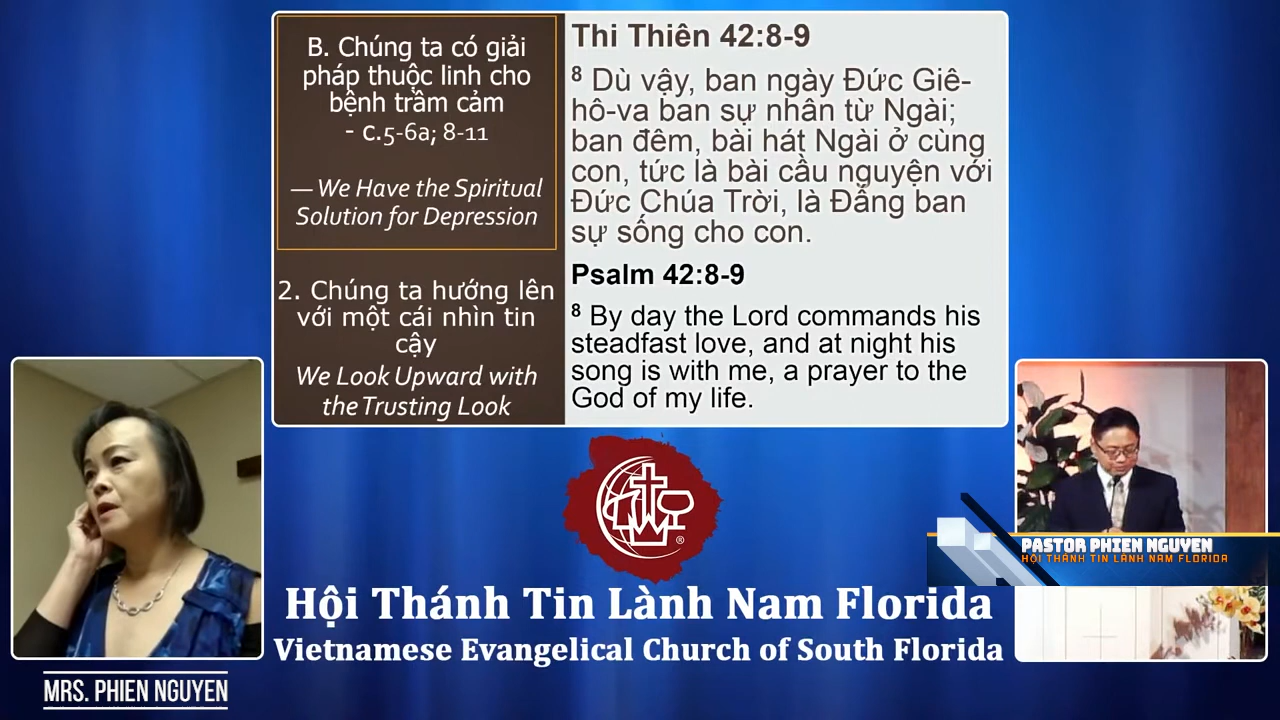 B. Chúng ta có giải
pháp thuộc linh cho
bệnh trầm cảm
- c.5-6a; 8-11
— We Have the Spiritual
Solution for Depression
2. Chúng ta hướng lên
với một cái nhìn tin
cậy
We Look Upward with
the Trusting Look
Thi Thiên 42:8-9
8 Dù vậy, ban ngày Đức Giê-
hô-va ban sự nhân từ Ngài;
ban đêm, bài hát Ngài ở cùng
con, tức là bài cầu nguyện với
Đức Chúa Trời, là Đấng ban
sự sống cho con.
Psalm 42:8-9
8 By day the Lord commands his
steadfast love, and at night his
song is with me, a prayer to the
God of my life.
®
PASTOR PHIEN NGUYEN
HỘI THÁNH TIN LÀNH NAM FLORIDA
Hội Thánh Tin Lành Nam Florida
Vietnamese Evangelical Church of South Florida
MRS. PHIEN NGUYEN